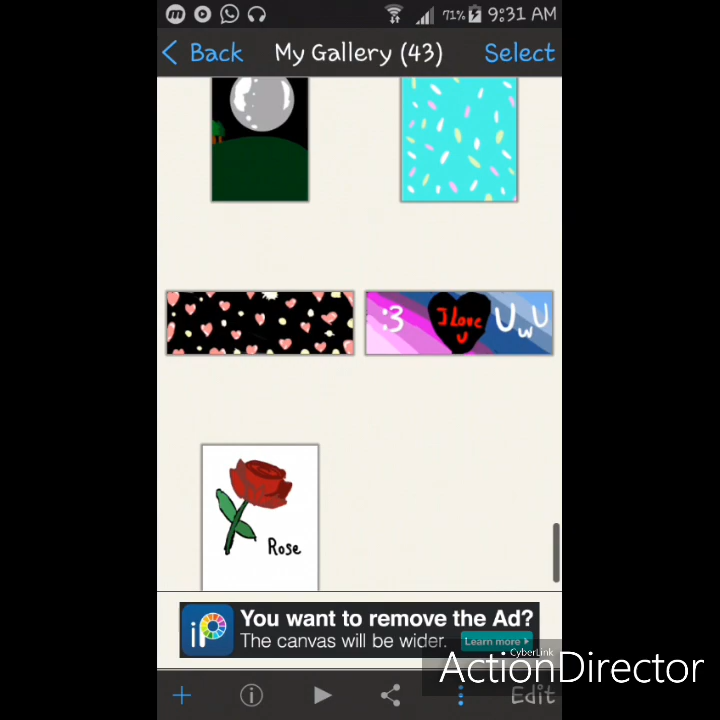 71% 9:31 AM
Back My Gallery (43) Select
:3 I Love U UwU
Rose
You want to remove the Ad?
The canvas will be wider. Learn more
CyberLink
ActionDirector
Edit